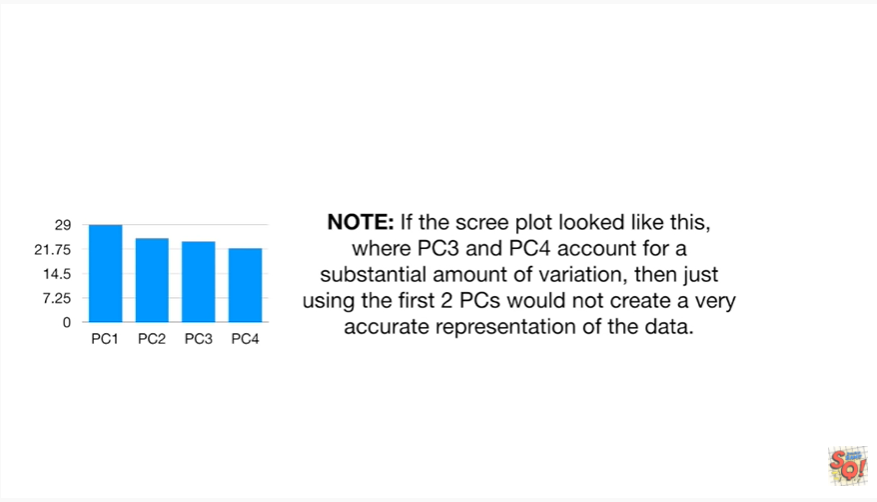 29
21.75
14.5
7.25
0
PC1 PC2 PC3 PC4
NOTE: If the scree plot looked like this,
where PC3 and PC4 account for a
substantial amount of variation, then just
using the first 2 PCs would not create a very
accurate representation of the data.
SQ!